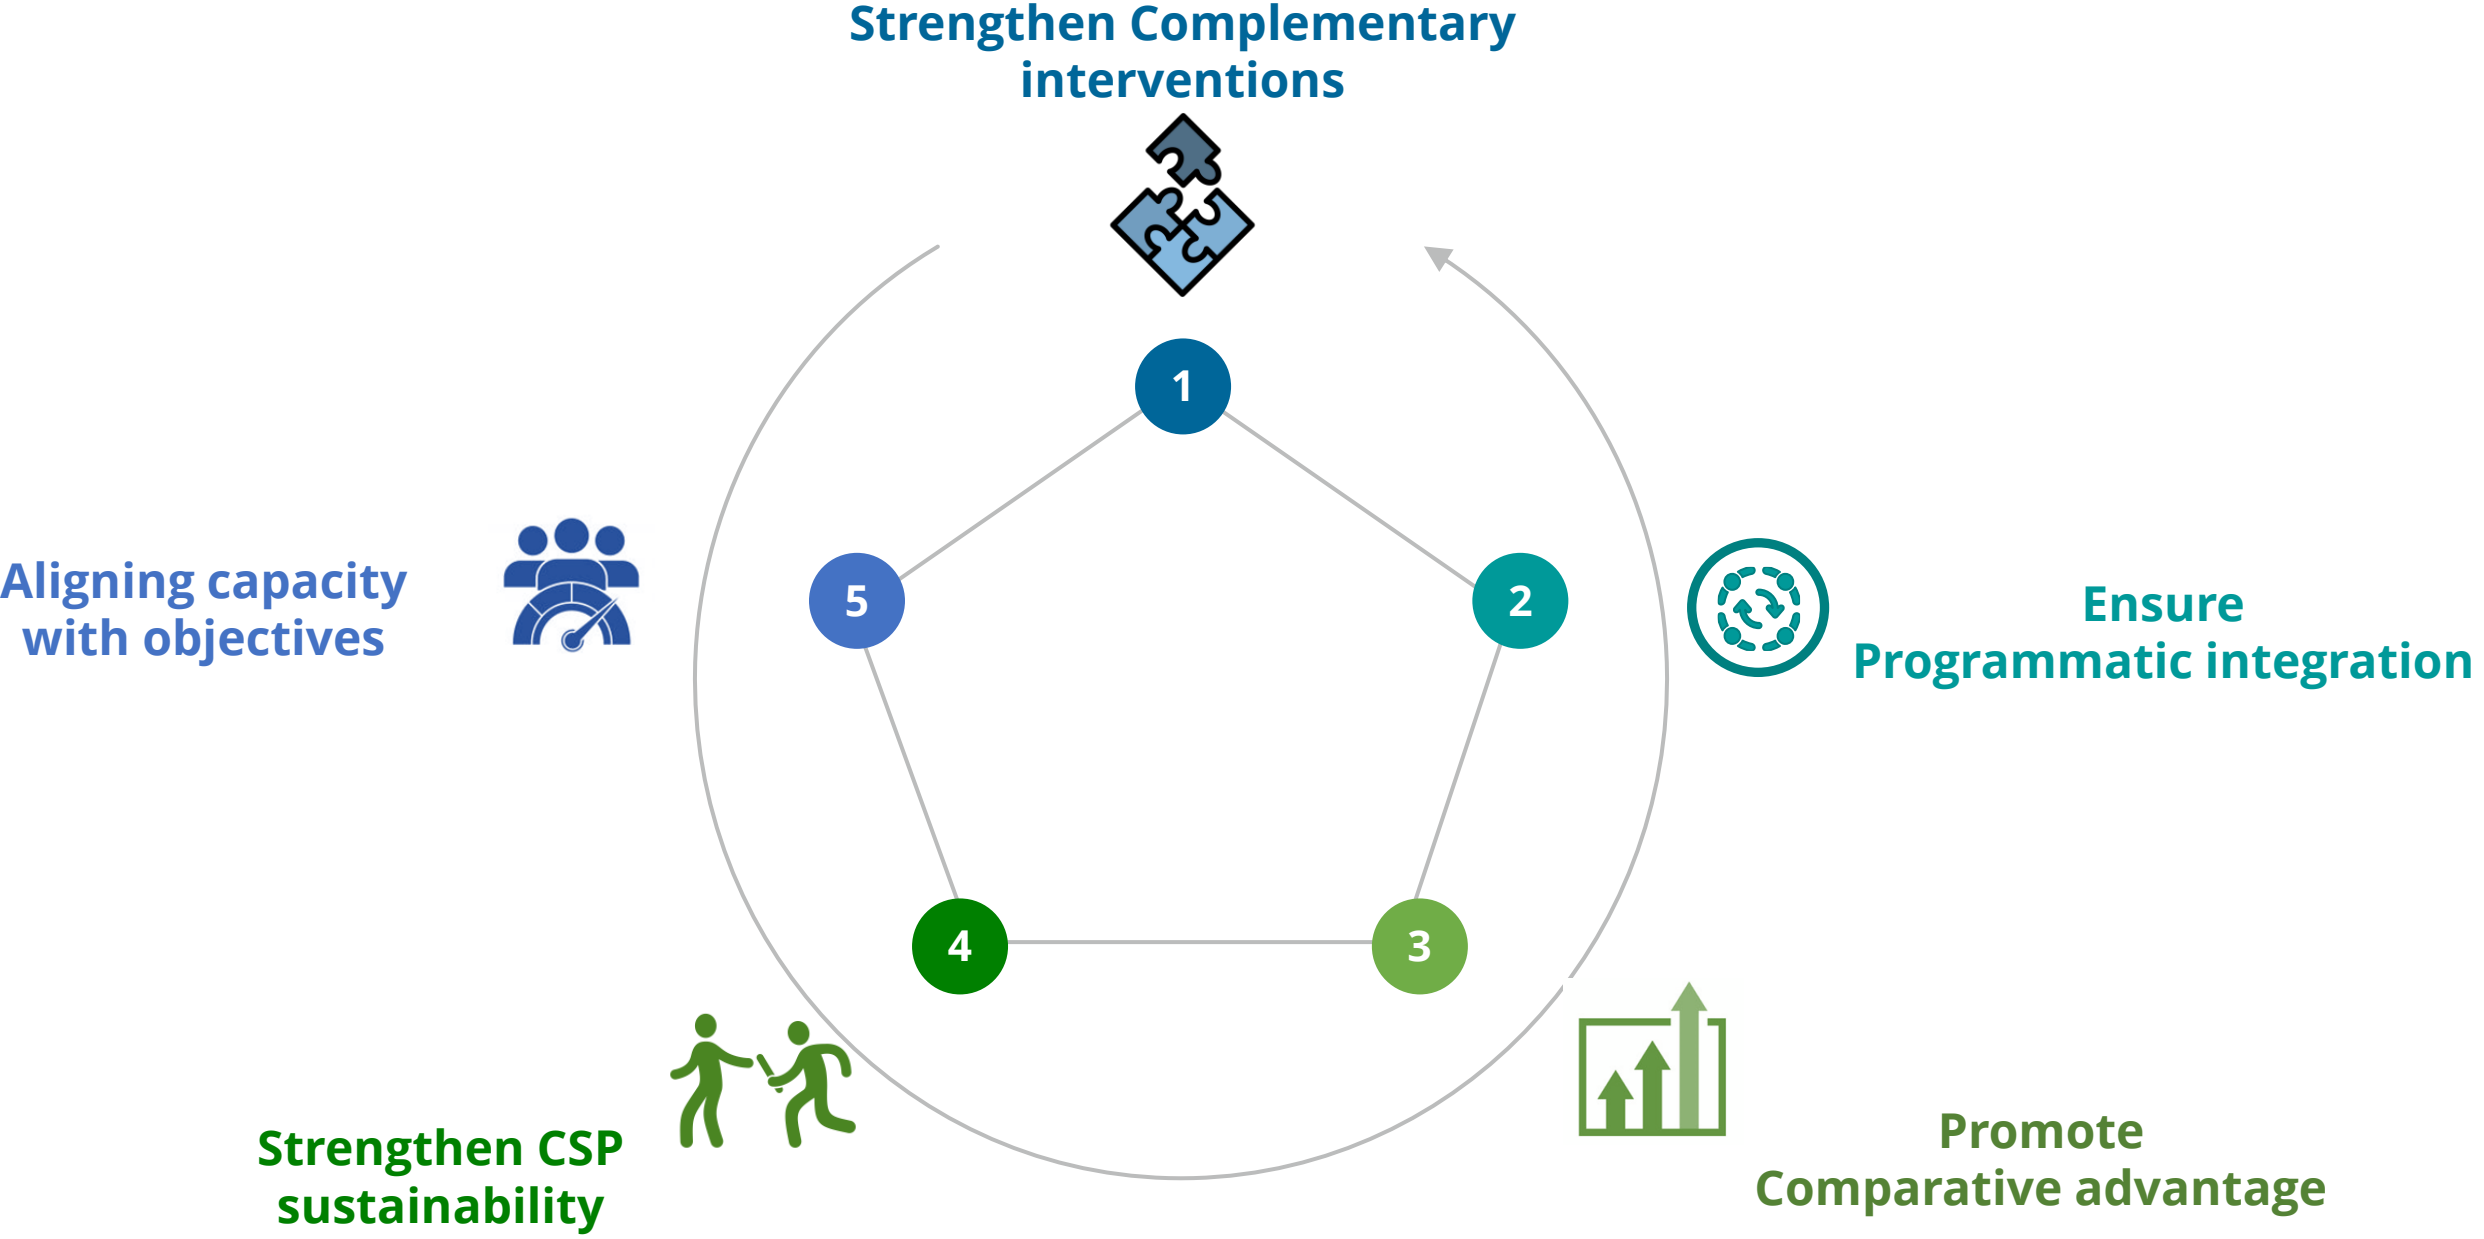 Strengthen Complementary
interventions
1
Aligning capacity
with objectives
5
2
Ensure
Programmatic integration
4
3
Strengthen CSP
sustainability
Promote
Comparative advantage